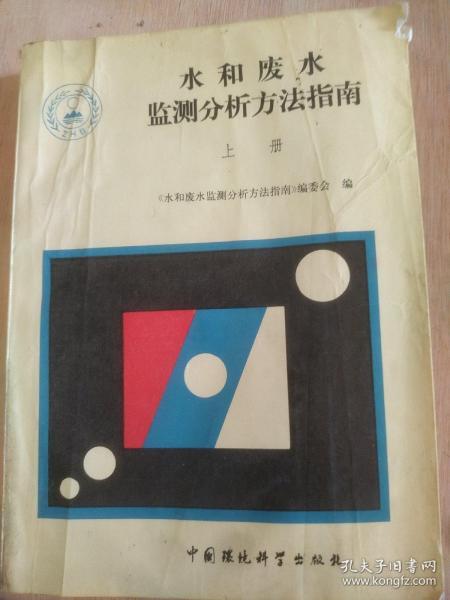 水和废水
监测分析方法指南
上册
《水和废水监测分析方法指南》编委会 编
ZHB
中国环境科学出版社
孔夫子旧书网
www.kongfz.com